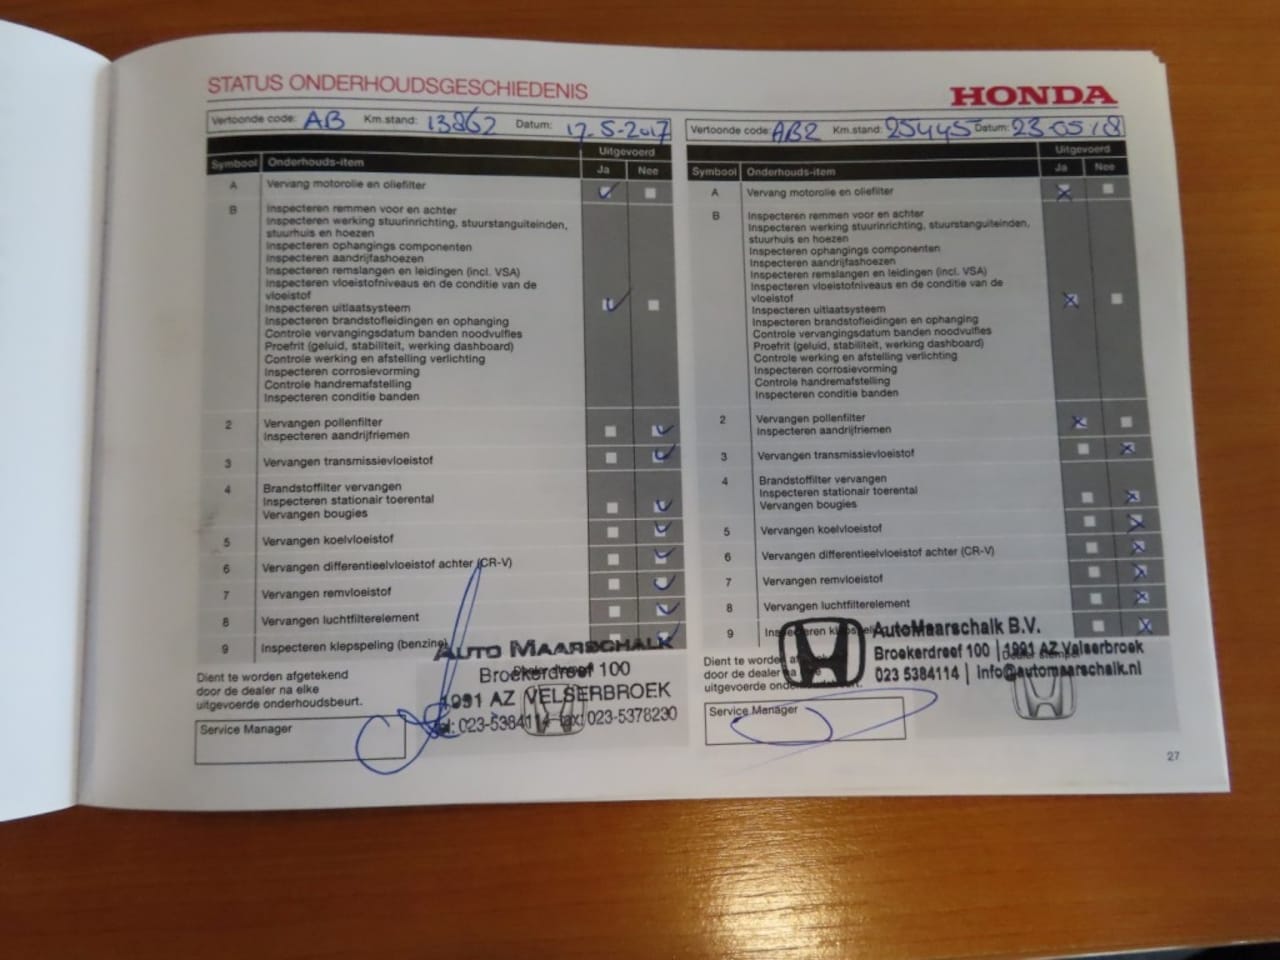 STATUS ONDERHOUDSGESCHIEDENIS
HONDA
Vertoonde code: AB Km.stand: 13862 Datum: 17-5-2017
Uitgevoerd
Symbool Onderhouds-item Ja Nee
A Vervang motorolie en oliefilter
B Inspecteren remmen voor en achter
Inspecteren werking stuurinrichting, stuurstanguiteinden,
stuurhuis en hoezen
Inspecteren ophangings componenten
Inspecteren aandrijfashoezen
Inspecteren remslangen en leidingen (incl. VSA)
Inspecteren vloeistofniveaus en de conditie van de
vloeistof
Inspecteren uitlaatsysteem
Inspecteren brandstofleidingen en ophanging
Controle vervangingsdatum banden noodvulfles
Proefrit (geluid, stabiliteit, werking dashboard)
Controle werking en afstelling verlichting
Inspecteren corrosievorming
Controle handremafstelling
Inspecteren conditie banden
2 Vervangen pollenfilter
Inspecteren aandrijfriemen
3 Vervangen transmissievloeistof
4 Brandstoffilter vervangen
Inspecteren stationair toerental
Vervangen bougies
5 Vervangen koelvloeistof
6 Vervangen differentieelvloeistof achter (CR-V)
7 Vervangen remvloeistof
8 Vervangen luchtfilterelement
9 Inspecteren klepspeling (benzine)
Dient te worden afgetekend
door de dealer na elke
uitgevoerde onderhoudsbeurt.
Service Manager
AUTO MAARSCHALK
Broekerdreef 100
1991 AZ VELSERBROEK
Tel: 023-5384114 fax: 023-5378230
Vertoonde code: AB2 Km.stand: 25445 Datum: 23-05-18
Uitgevoerd
Symbool Onderhouds-item Ja Nee
A Vervang motorolie en oliefilter
B Inspecteren remmen voor en achter
Inspecteren werking stuurinrichting, stuurstanguiteinden,
stuurhuis en hoezen
Inspecteren ophangings componenten
Inspecteren aandrijfashoezen
Inspecteren remslangen en leidingen (incl. VSA)
Inspecteren vloeistofniveaus en de conditie van de
vloeistof
Inspecteren uitlaatsysteem
Inspecteren brandstofleidingen en ophanging
Controle vervangingsdatum banden noodvulfles
Proefrit (geluid, stabiliteit, werking dashboard)
Controle werking en afstelling verlichting
Inspecteren corrosievorming
Controle handremafstelling
Inspecteren conditie banden
2 Vervangen pollenfilter
Inspecteren aandrijfriemen
3 Vervangen transmissievloeistof
4 Brandstoffilter vervangen
Inspecteren stationair toerental
Vervangen bougies
5 Vervangen koelvloeistof
6 Vervangen differentieelvloeistof achter (CR-V)
7 Vervangen remvloeistof
8 Vervangen luchtfilterelement
9 Inspecteren
Dient te worden
door de dealer na elke
uitgevoerde
Service Manager
AutoMaarschalk B.V.
Broekerdreef 100 | 1991 AZ Velserbroek
023 5384114 | info@automaarschalk.nl
27